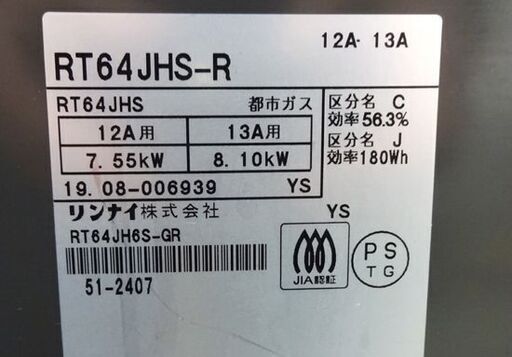 12A- 13A
RT64JHS-R
RT64JHS 都市ガス
12A用 13A用
7.55kW 8.10kW
区分名 C
効率56.3%
区分名 J
効率180Wh
19.08-006939 YS
リンナイ株式会社
YS
RT64JH6S-GR
51-2407
JIA認証
PS
TG